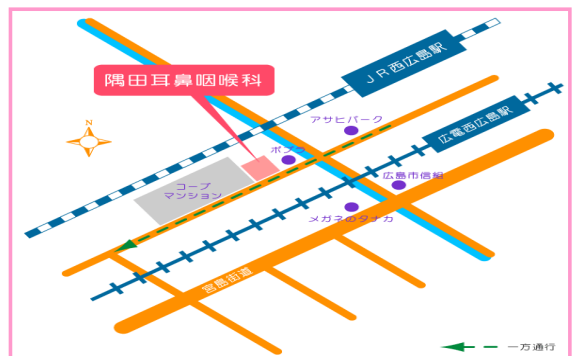 JR西広島駅
隅田耳鼻咽喉科
アサヒパーク
広電西広島駅
N
ポプラ
広島市信組
コープ
マンション
メガネのタナカ
宮島街道
一方通行